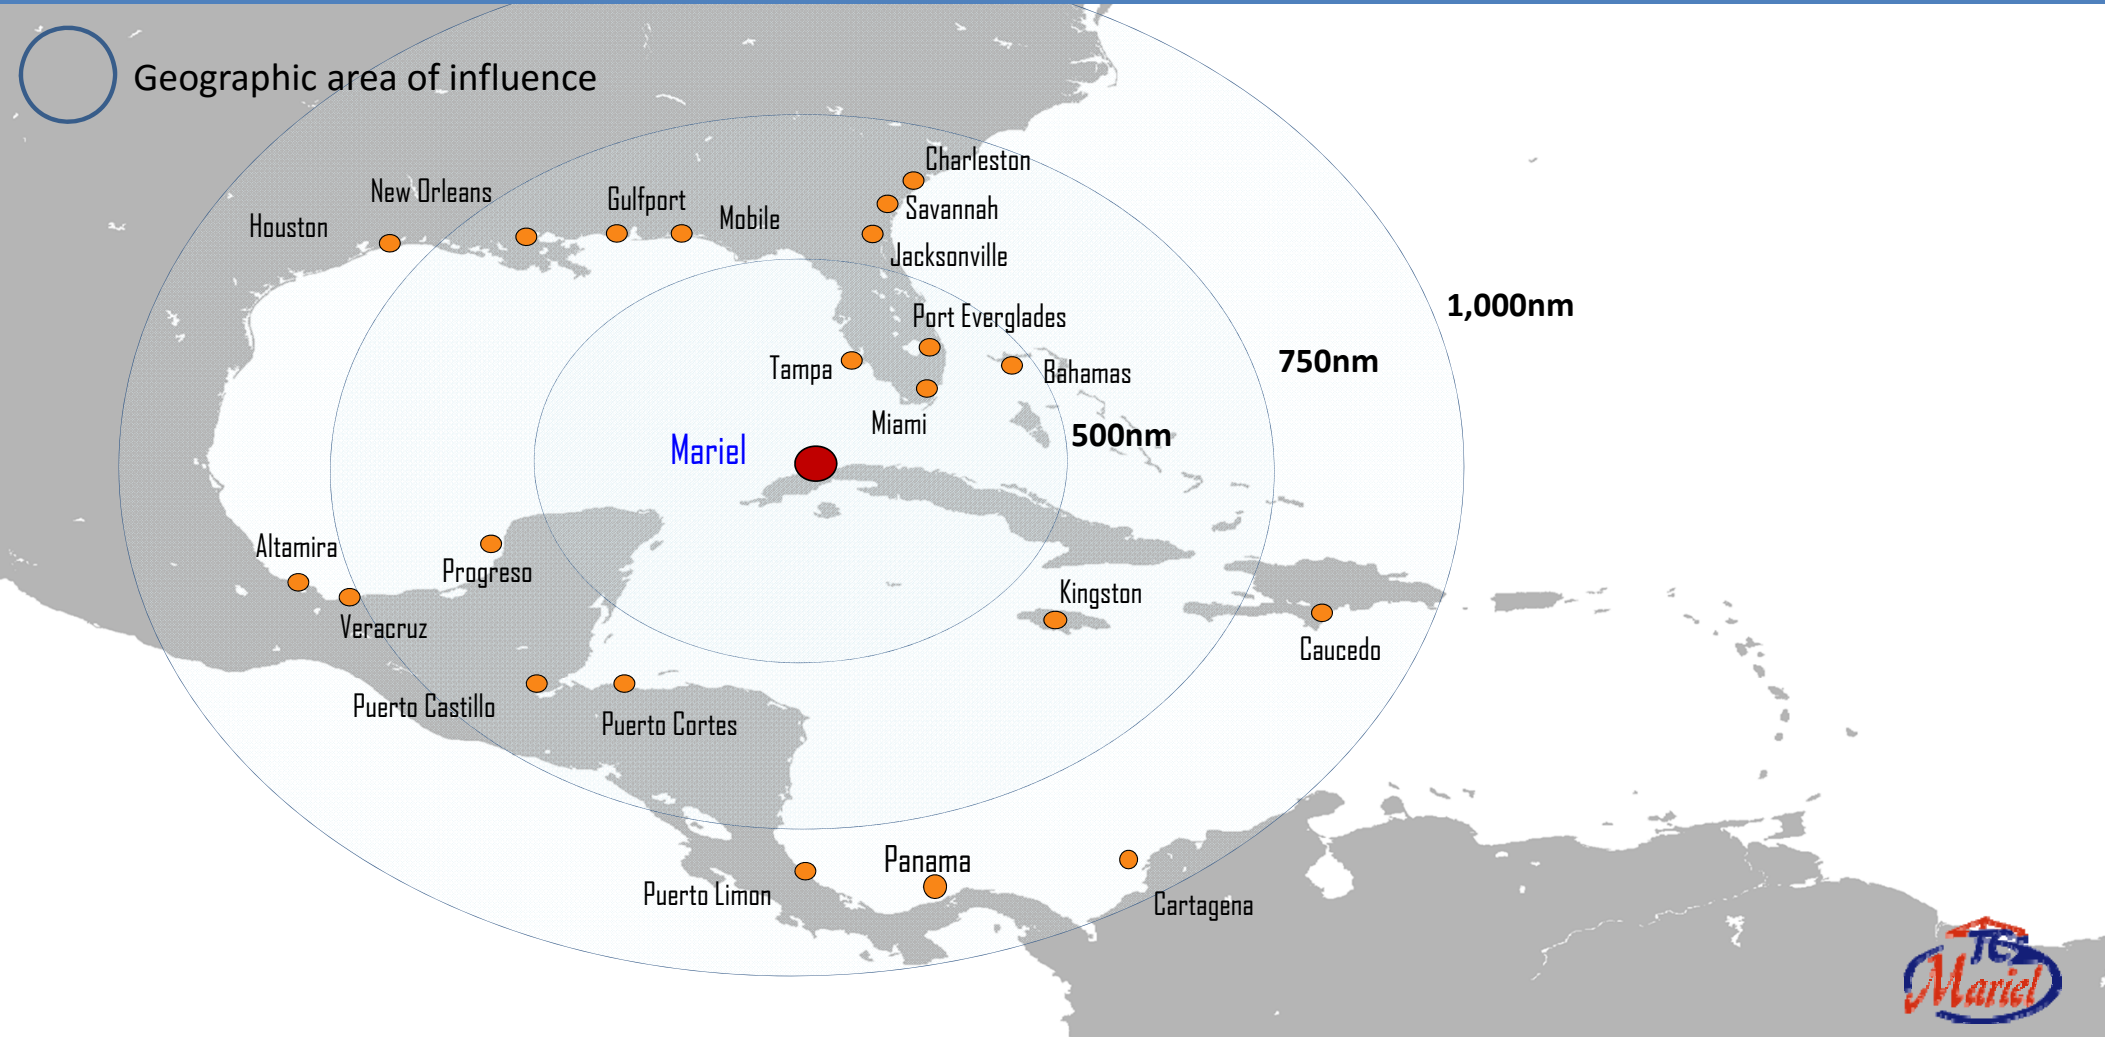 Geographic area of influence
Charleston
New Orleans
Gulfport
Savannah
Houston
Mobile
Jacksonville
1,000nm
Port Everglades
750nm
Tampa
Bahamas
Miami
500nm
Mariel
Altamira
Progreso
Kingston
Veracruz
Caucedo
Puerto Castillo
Puerto Cortes
Panama
Puerto Limon
Cartagena
Mariel